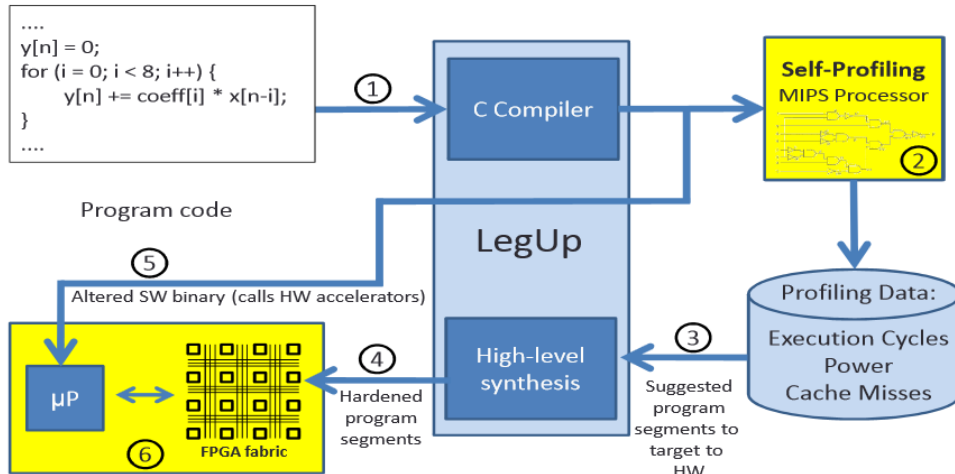 ....
y[n] = 0;
for (i = 0; i < 8; i++) {
y[n] += coeff[i] * x[n-i];
}
....
Program code
1
C Compiler
LegUp
High-level
synthesis
Self-Profiling
MIPS Processor
2
Profiling Data:
Execution Cycles
Power
Cache Misses
3
Suggested
program
segments to
target to
HW
4
Hardened
program
segments
5
Altered SW binary (calls HW accelerators)
µP
FPGA fabric
6